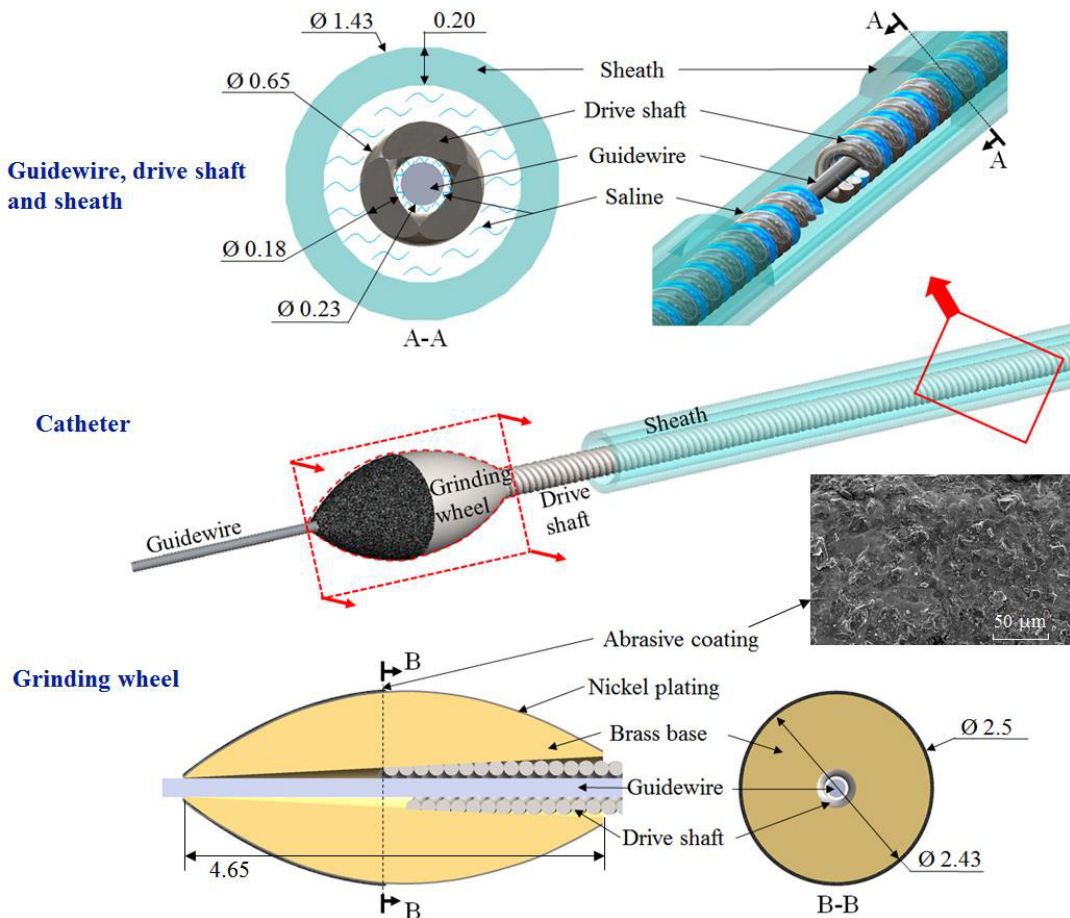 Ø 1.43
0.20
A
Ø 0.65
Sheath
Drive shaft
A
Guidewire
Guidewire, drive shaft
and sheath
Saline
Ø 0.18
Ø 0.23
A-A
Catheter
Sheath
Grinding
wheel
Drive
shaft
Guidewire
50 μm
Abrasive coating
B
Grinding wheel
Nickel plating
Brass base
Ø 2.5
Guidewire
Drive shaft
4.65
Ø 2.43
B
B-B